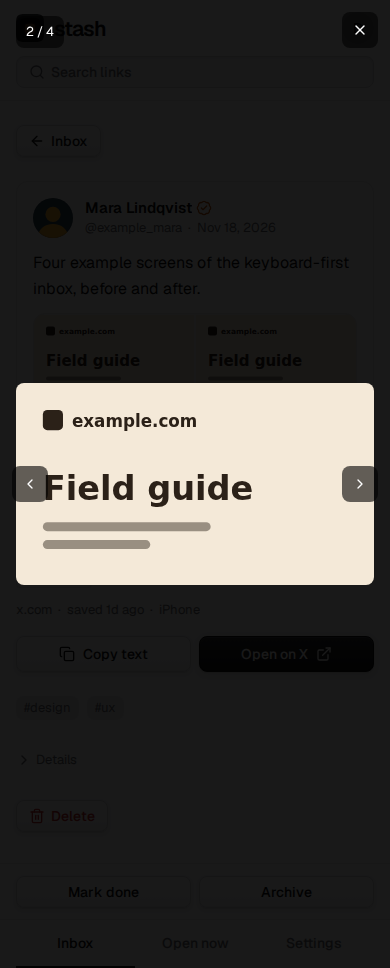 2 / 4
stash
Search links
Inbox
Mara Lindqvist
@example_mara · Nov 18, 2026
Four example screens of the keyboard-first
inbox, before and after.
example.com
example.com
Field guide
Field guide
example.com
Field guide
x.com · saved 1d ago · iPhone
Copy text
Open on X
#design
#ux
Details
Delete
Mark done
Archive
Inbox
Open now
Settings